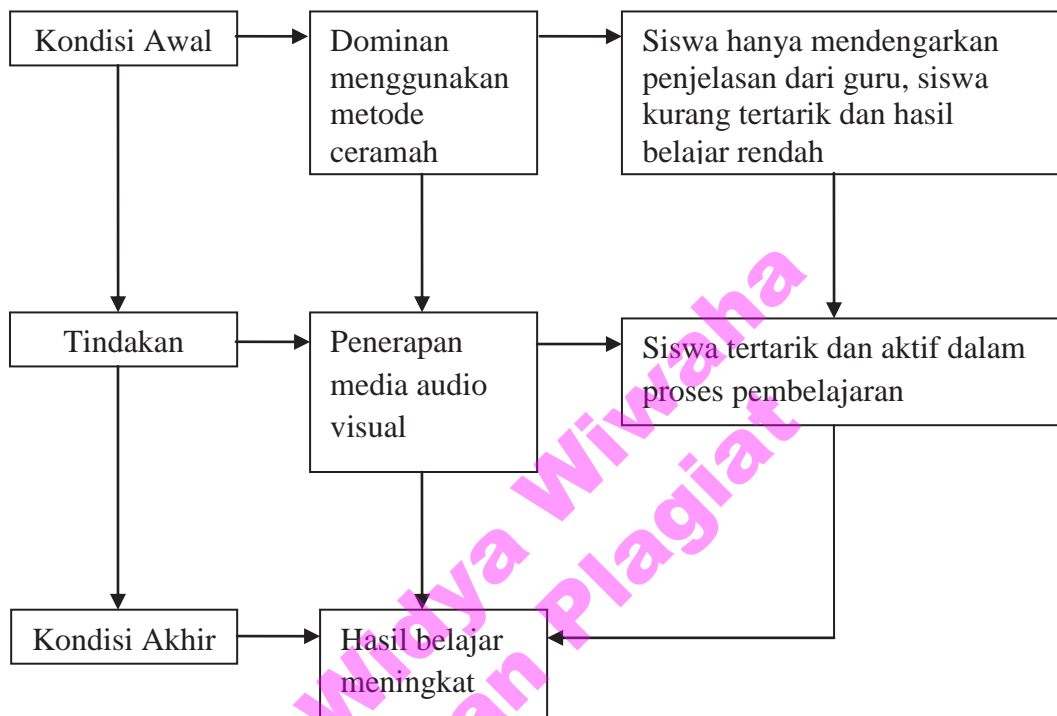 Kondisi Awal
Dominan
menggunakan
metode
ceramah
Siswa hanya mendengarkan
penjelasan dari guru, siswa
kurang tertarik dan hasil
belajar rendah
Tindakan
Penerapan
media audio
visual
Siswa tertarik dan aktif dalam
proses pembelajaran
Kondisi Akhir
Hasil belajar
meningkat
Widya Wiwaha
Plagiat